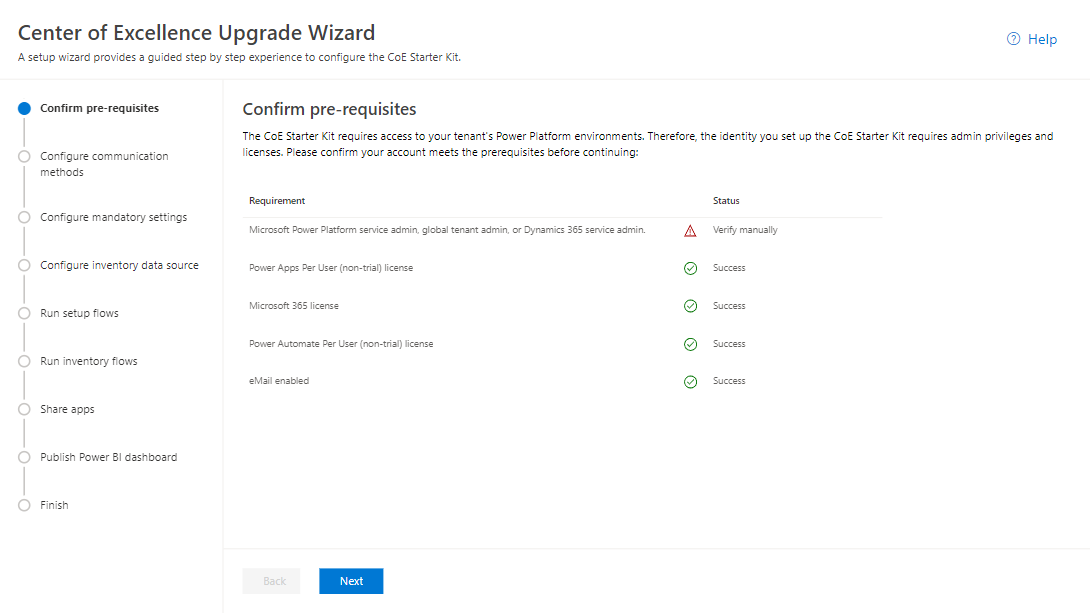 Center of Excellence Upgrade Wizard
A setup wizard provides a guided step by step experience to configure the CoE Starter Kit.
Help
Confirm pre-requisites
Configure communication
methods
Configure mandatory settings
Configure inventory data source
Run setup flows
Run inventory flows
Share apps
Publish Power BI dashboard
Finish
Confirm pre-requisites
The CoE Starter Kit requires access to your tenant's Power Platform environments. Therefore, the identity you set up the CoE Starter Kit requires admin privileges and
licenses. Please confirm your account meets the prerequisites before continuing:
Requirement Status
Microsoft Power Platform service admin, global tenant admin, or Dynamics 365 service admin. Verify manually
Power Apps Per User (non-trial) license Success
Microsoft 365 license Success
Power Automate Per User (non-trial) license Success
eMail enabled Success
Back Next